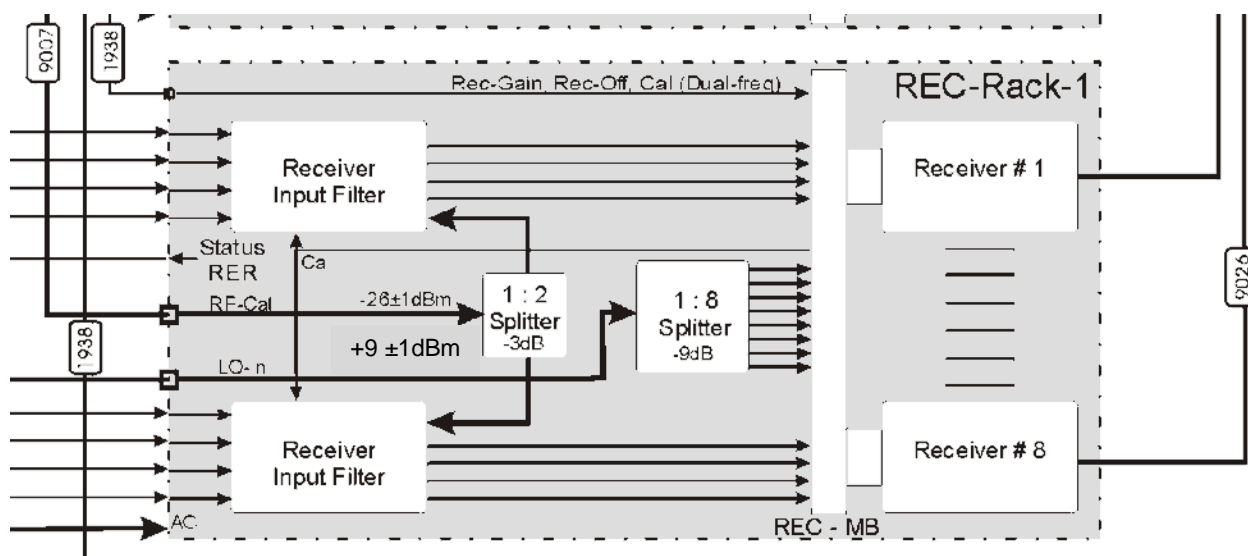 9007
1938
Rec-Gain, Rec-Off, Cal (Dual-freq)
REC-Rack-1
Receiver
Input Filter
Receiver # 1
Status
RER
Ca
RF-Cal
-26±1dBm
1 : 2
Splitter
-3dB
1 : 8
Splitter
-9dB
9026
1938
+9 ±1dBm
LO- n
Receiver
Input Filter
Receiver # 8
AC
REC - MB